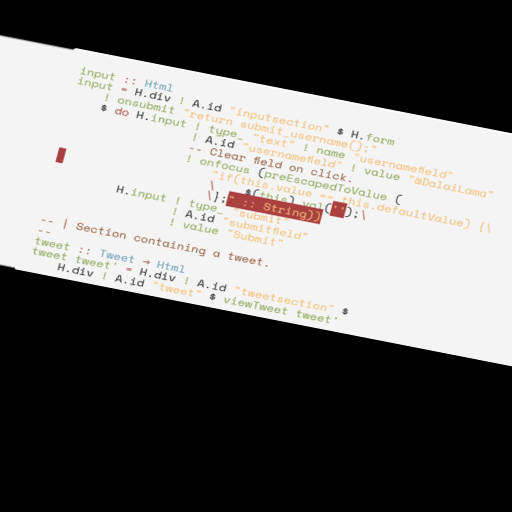 input :: Html
input = H.div ! A.id "inputsection" $ H.form
! onsubmit "return submit_username();"
$ do H.input ! type_ "text" ! name "usernamefield"
! A.id "usernamefield" ! value "aDalaiLama"
-- Clear field on click.
! onfocus (preEscapedToValue (
"if(this.value == this.defaultValue) {\
\ $(this).val('');\
\};" :: String))
H.input ! type_ "submit"
! A.id "submitfield"
! value "Submit"
-- | Section containing a tweet.
--
tweet :: Tweet → Html
tweet tweet' = H.div ! A.id "tweetsection" $
H.div ! A.id "tweet" $ viewTweet tweet'